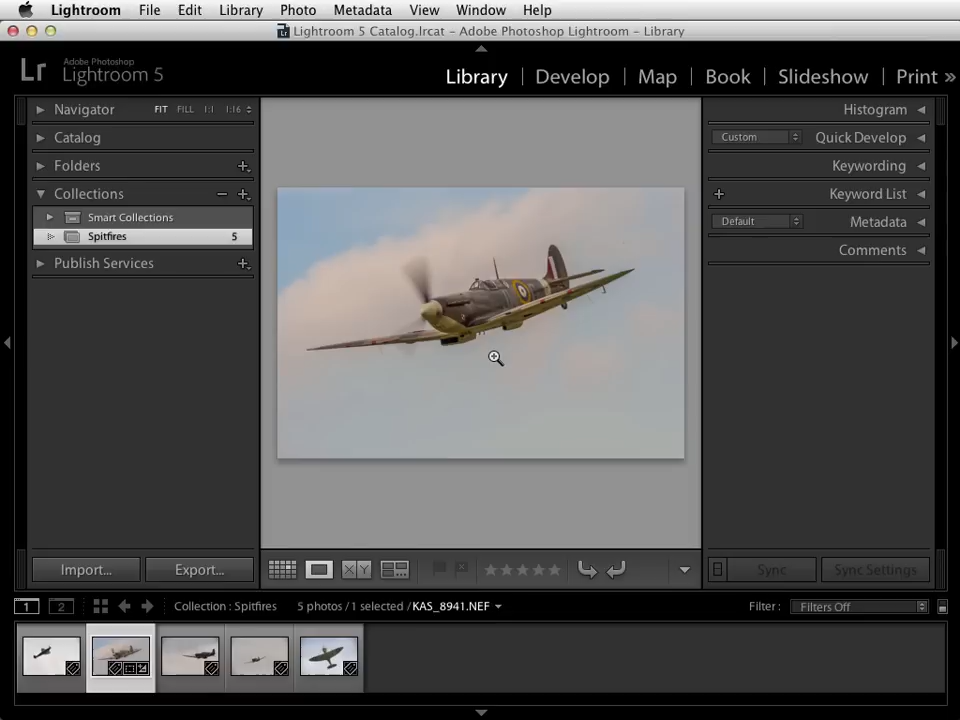 Lightroom File Edit Library Photo Metadata View Window Help
Lightroom 5 Catalog.lrcat – Adobe Photoshop Lightroom – Library
Lr Adobe Photoshop
Lightroom 5
Library | Develop | Map | Book | Slideshow | Print »
Navigator FIT FILL 1:1 1:16
Catalog
Folders
Collections
Smart Collections
Spitfires 5
Publish Services
Histogram
Custom Quick Develop
Keywording
Keyword List
Default Metadata
Comments
Import... Export...
X Y
Sync Sync Settings
1 2 Collection : Spitfires 5 photos / 1 selected / KAS_8941.NEF Filter : Filters Off